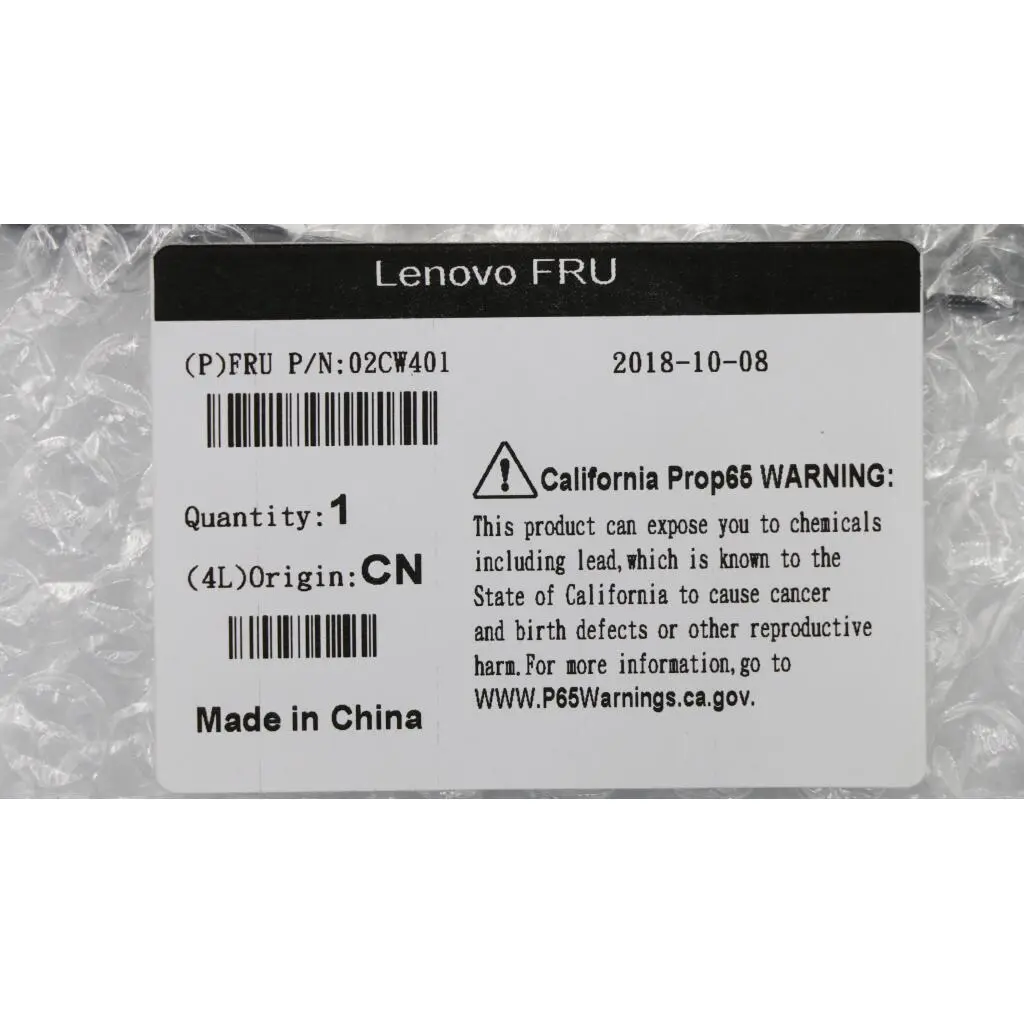 Lenovo FRU
(P)FRU P/N:02CW401
2018-10-08
Quantity:1
(4L)Origin:CN
Made in China
California Prop65 WARNING:
This product can expose you to chemicals
including lead,which is known to the
State of California to cause cancer
and birth defects or other reproductive
harm.For more information,go to
WWW.P65Warnings.ca.gov.